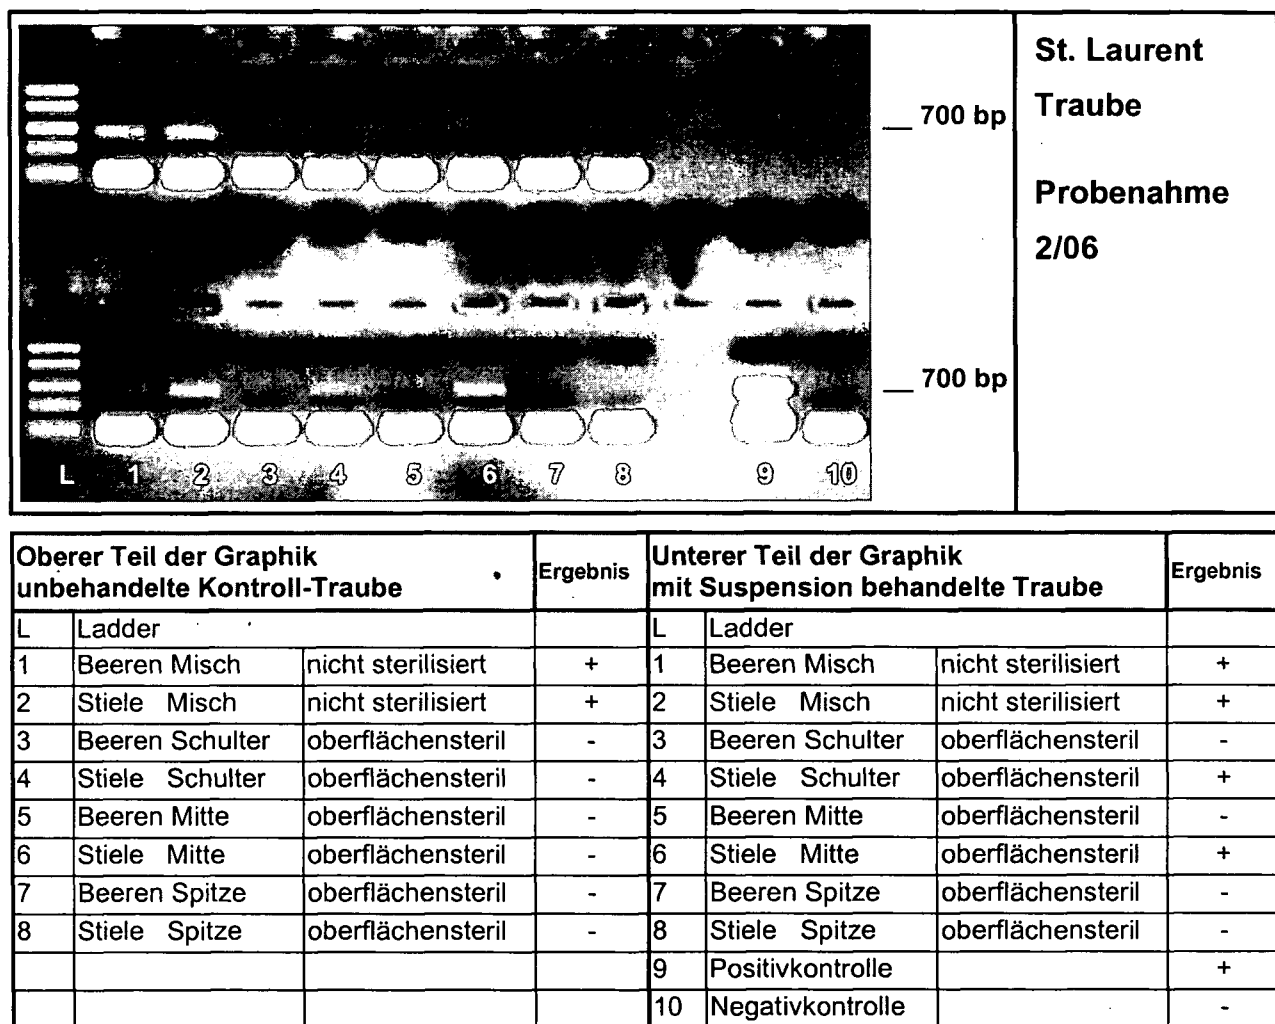 St. Laurent
Traube
Probenahme
2/06
__ 700 bp
__ 700 bp
L 1 2 3 4 5 6 7 8 9 10
Oberer Teil der Graphik
unbehandelte Kontroll-Traube
Ergebnis
Unterer Teil der Graphik
mit Suspension behandelte Traube
Ergebnis
L Ladder L Ladder
1 Beeren Misch nicht sterilisiert + 1 Beeren Misch nicht sterilisiert +
2 Stiele Misch nicht sterilisiert + 2 Stiele Misch nicht sterilisiert +
3 Beeren Schulter oberflächensteril - 3 Beeren Schulter oberflächensteril -
4 Stiele Schulter oberflächensteril - 4 Stiele Schulter oberflächensteril +
5 Beeren Mitte oberflächensteril - 5 Beeren Mitte oberflächensteril -
6 Stiele Mitte oberflächensteril - 6 Stiele Mitte oberflächensteril +
7 Beeren Spitze oberflächensteril - 7 Beeren Spitze oberflächensteril -
8 Stiele Spitze oberflächensteril - 8 Stiele Spitze oberflächensteril -
9 Positivkontrolle +
10 Negativkontrolle -